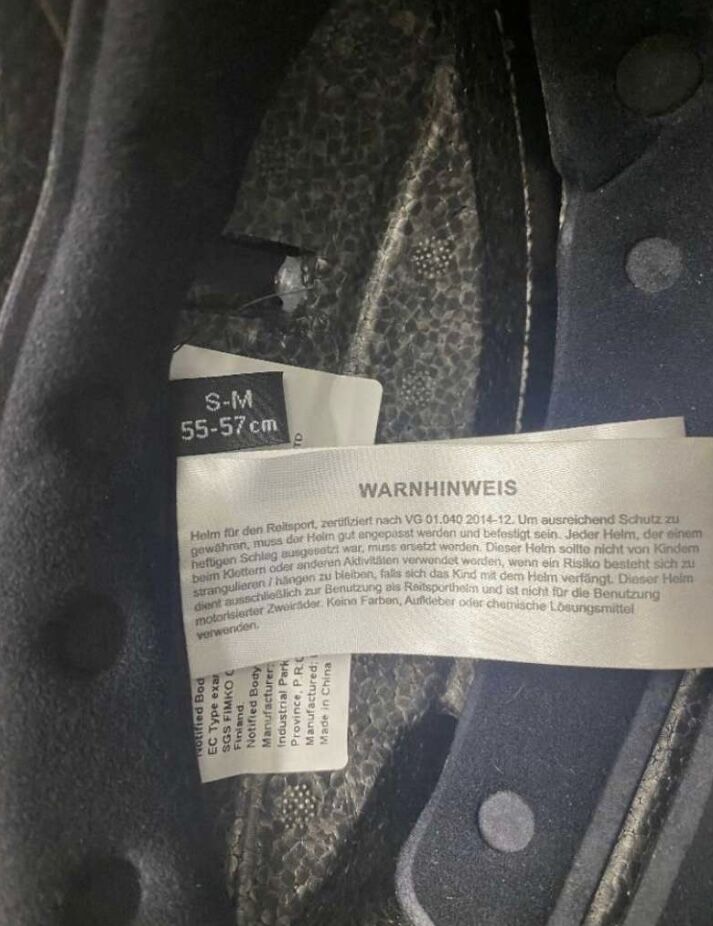 S-M
55-57 cm
TD
WARNHINWEIS
Helm für den Reitsport, zertifiziert nach VG 01.040 2014-12. Um ausreichend Schutz zu
gewähren, muss der Helm gut angepasst werden und befestigt sein. Jeder Helm, der einem
heftigen Schlag ausgesetzt war, muss ersetzt werden. Dieser Helm sollte nicht von Kindern
beim Klettern oder anderen Aktivitäten verwendet werden, wenn ein Risiko besteht sich zu
strangulieren / hängen zu bleiben, falls sich das Kind mit dem Helm verfängt. Dieser Helm
dient ausschließlich zur Benutzung als Reitsporthelm und ist nicht für die Benutzung
motorisierter Zweiräder. Keine Farben, Aufkleber oder chemische Lösungsmittel
verwenden.
Notified Bod
EC Type exa
SGS FIMKO
Finland.
Notified Body
Manufacturer:
Industrial Park
Province, P.R.
Manufactured:
Made in China